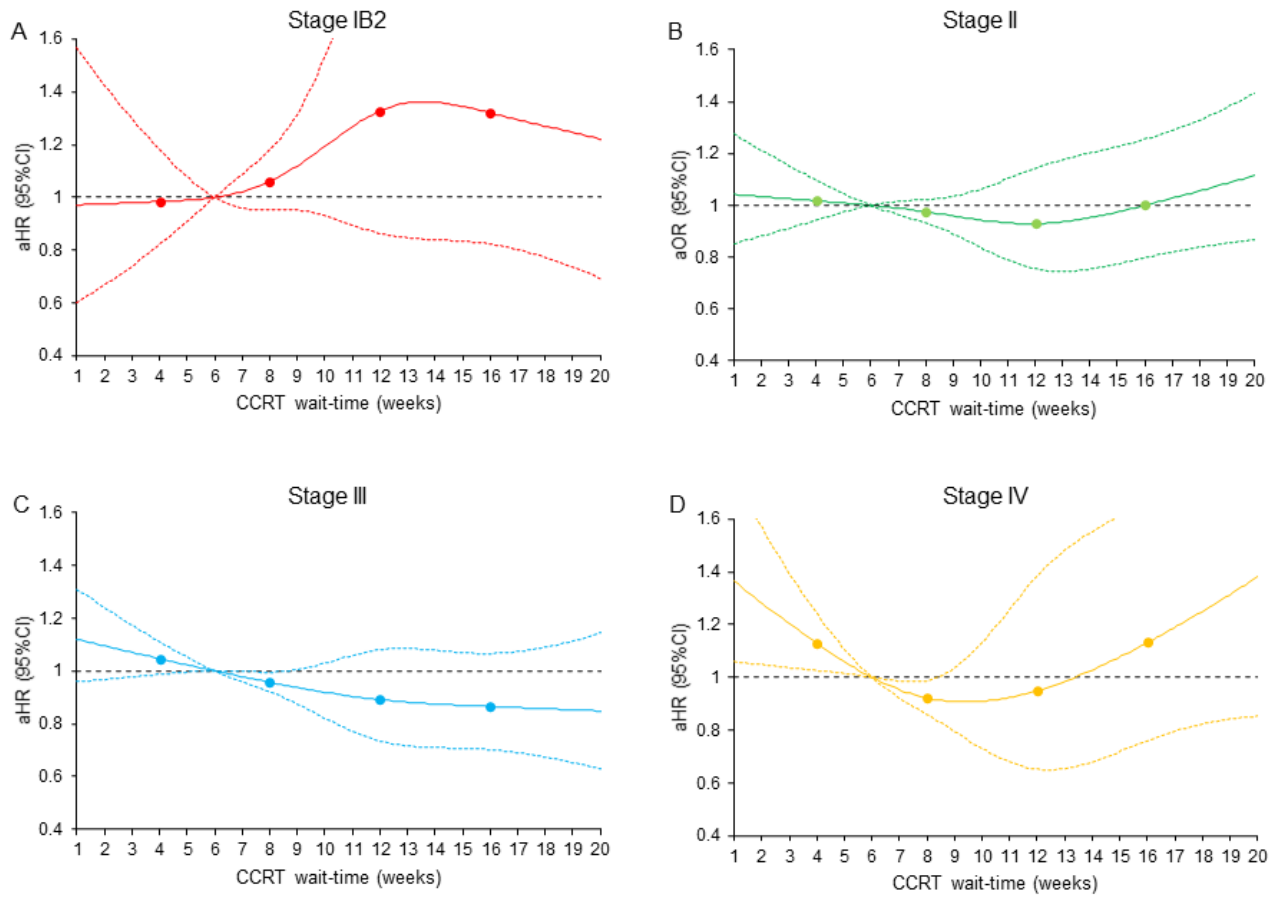 A
Stage IB2
aHR (95%CI)
1.6
1.4
1.2
1
0.8
0.6
0.4
1 2 3 4 5 6 7 8 9 10 11 12 13 14 15 16 17 18 19 20
CCRT wait-time (weeks)
B
Stage II
aOR (95%CI)
1.6
1.4
1.2
1
0.8
0.6
0.4
1 2 3 4 5 6 7 8 9 10 11 12 13 14 15 16 17 18 19 20
CCRT wait-time (weeks)
C
Stage III
aHR (95%CI)
1.6
1.4
1.2
1
0.8
0.6
0.4
1 2 3 4 5 6 7 8 9 10 11 12 13 14 15 16 17 18 19 20
CCRT wait-time (weeks)
D
Stage IV
aHR (95%CI)
1.6
1.4
1.2
1
0.8
0.6
0.4
1 2 3 4 5 6 7 8 9 10 11 12 13 14 15 16 17 18 19 20
CCRT wait-time (weeks)